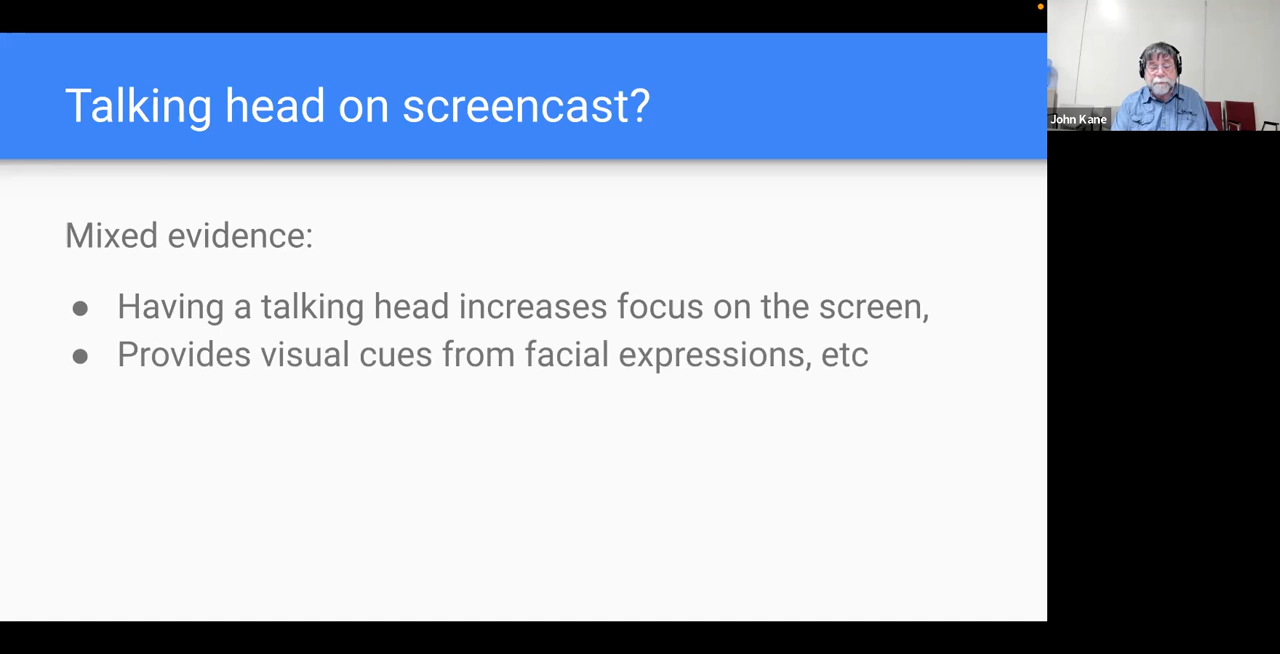 Talking head on screencast?
John Kane
Mixed evidence:
● Having a talking head increases focus on the screen,
● Provides visual cues from facial expressions, etc